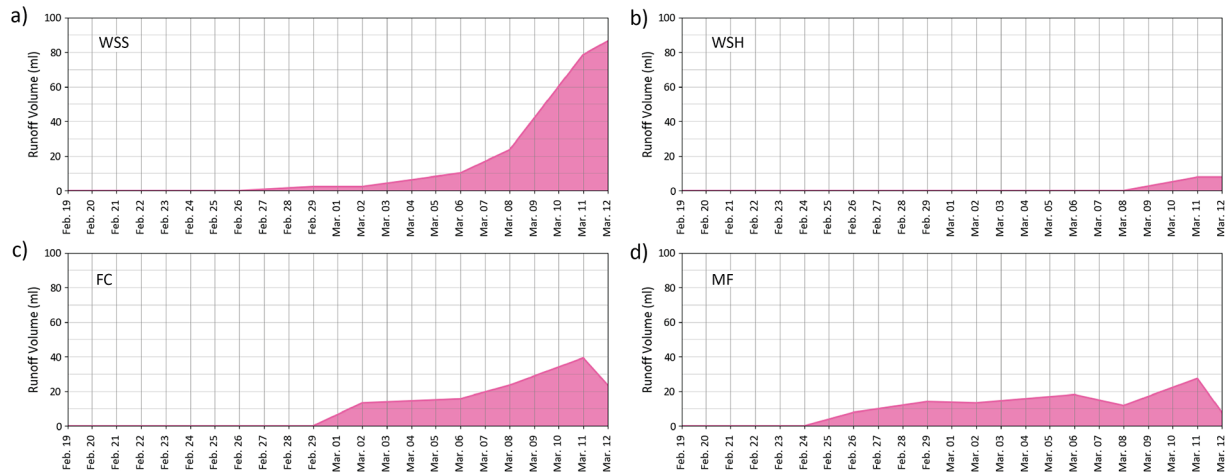 a)
WSS
Runoff Volume (ml)
100
80
60
40
20
0
Feb. 19
Feb. 20
Feb. 21
Feb. 22
Feb. 23
Feb. 24
Feb. 25
Feb. 26
Feb. 27
Feb. 28
Feb. 29
Mar. 01
Mar. 02
Mar. 03
Mar. 04
Mar. 05
Mar. 06
Mar. 07
Mar. 08
Mar. 09
Mar. 10
Mar. 11
Mar. 12
b)
WSH
Runoff Volume (ml)
100
80
60
40
20
0
Feb. 19
Feb. 20
Feb. 21
Feb. 22
Feb. 23
Feb. 24
Feb. 25
Feb. 26
Feb. 27
Feb. 28
Feb. 29
Mar. 01
Mar. 02
Mar. 03
Mar. 04
Mar. 05
Mar. 06
Mar. 07
Mar. 08
Mar. 09
Mar. 10
Mar. 11
Mar. 12
c)
FC
Runoff Volume (ml)
100
80
60
40
20
0
Feb. 19
Feb. 20
Feb. 21
Feb. 22
Feb. 23
Feb. 24
Feb. 25
Feb. 26
Feb. 27
Feb. 28
Feb. 29
Mar. 01
Mar. 02
Mar. 03
Mar. 04
Mar. 05
Mar. 06
Mar. 07
Mar. 08
Mar. 09
Mar. 10
Mar. 11
Mar. 12
d)
MF
Runoff Volume (ml)
100
80
60
40
20
0
Feb. 19
Feb. 20
Feb. 21
Feb. 22
Feb. 23
Feb. 24
Feb. 25
Feb. 26
Feb. 27
Feb. 28
Feb. 29
Mar. 01
Mar. 02
Mar. 03
Mar. 04
Mar. 05
Mar. 06
Mar. 07
Mar. 08
Mar. 09
Mar. 10
Mar. 11
Mar. 12